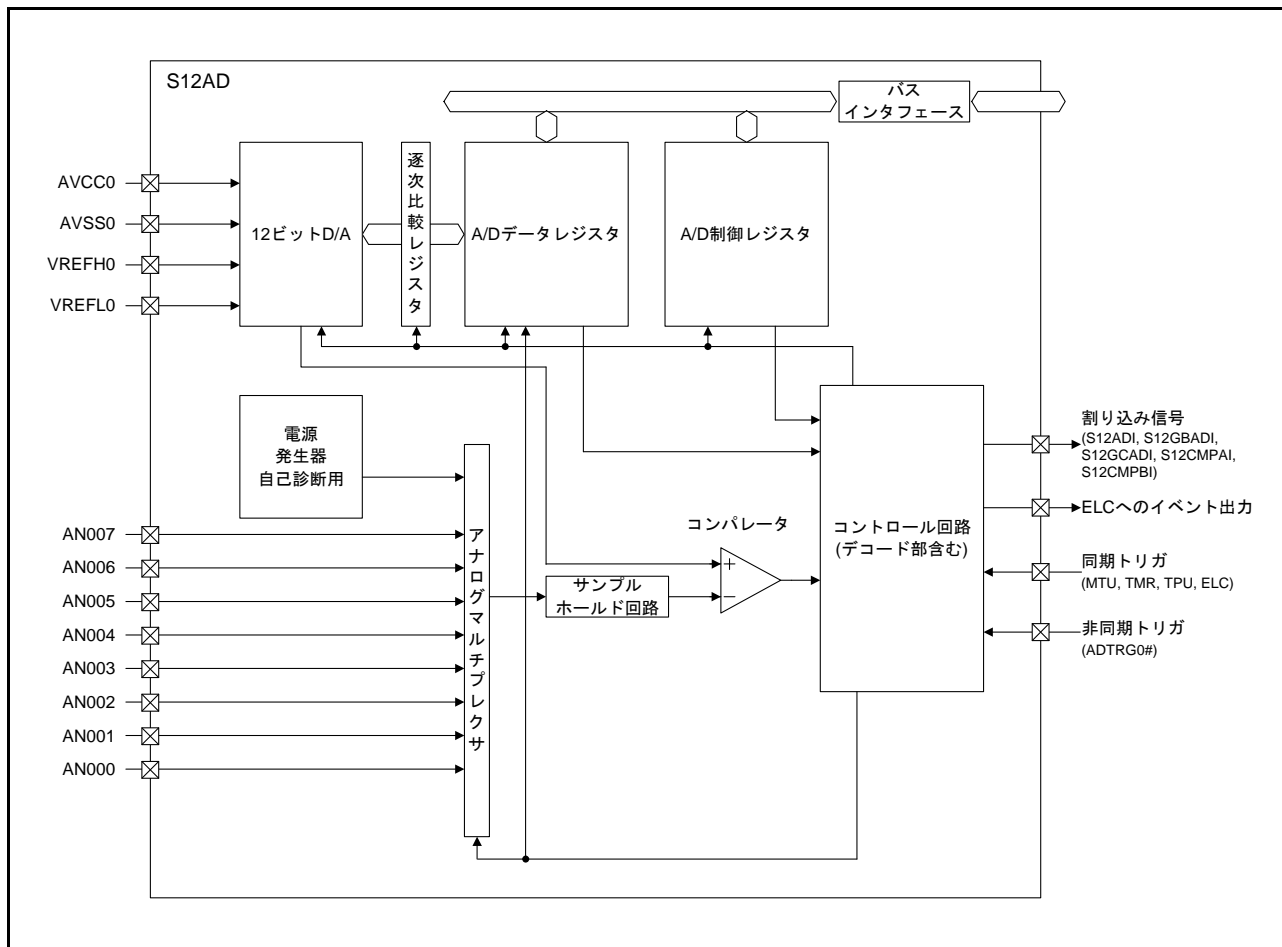 S12AD
バス
インタフェース
AVCC0
AVSS0
VREFH0
VREFL0
12ビットD/A
逐次比較レジスタ
A/Dデータレジスタ
A/D制御レジスタ
電源
発生器
自己診断用
AN007
AN006
AN005
AN004
AN003
AN002
AN001
AN000
アナログマルチプレクサ
サンプル
ホールド回路
コンパレータ
+
−
コントロール回路
(デコード部含む)
割り込み信号
(S12ADI, S12GBADI,
S12GCADI, S12CMPAI,
S12CMPBI)
ELCへのイベント出力
同期トリガ
(MTU, TMR, TPU, ELC)
非同期トリガ
(ADTRG0#)